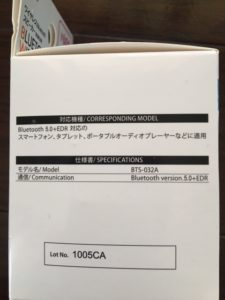 対応機種/ CORRESPONDING MODEL
Bluetooth 5.0+EDR 対応の
スマートフォン、タブレット、ポータブルオーディオプレーヤーなどに適用
仕様書/ SPECIFICATIONS
モデル名/ Model BTS-032A
通信/ Communication Bluetooth version.5.0+EDR
Lot No. 1005CA